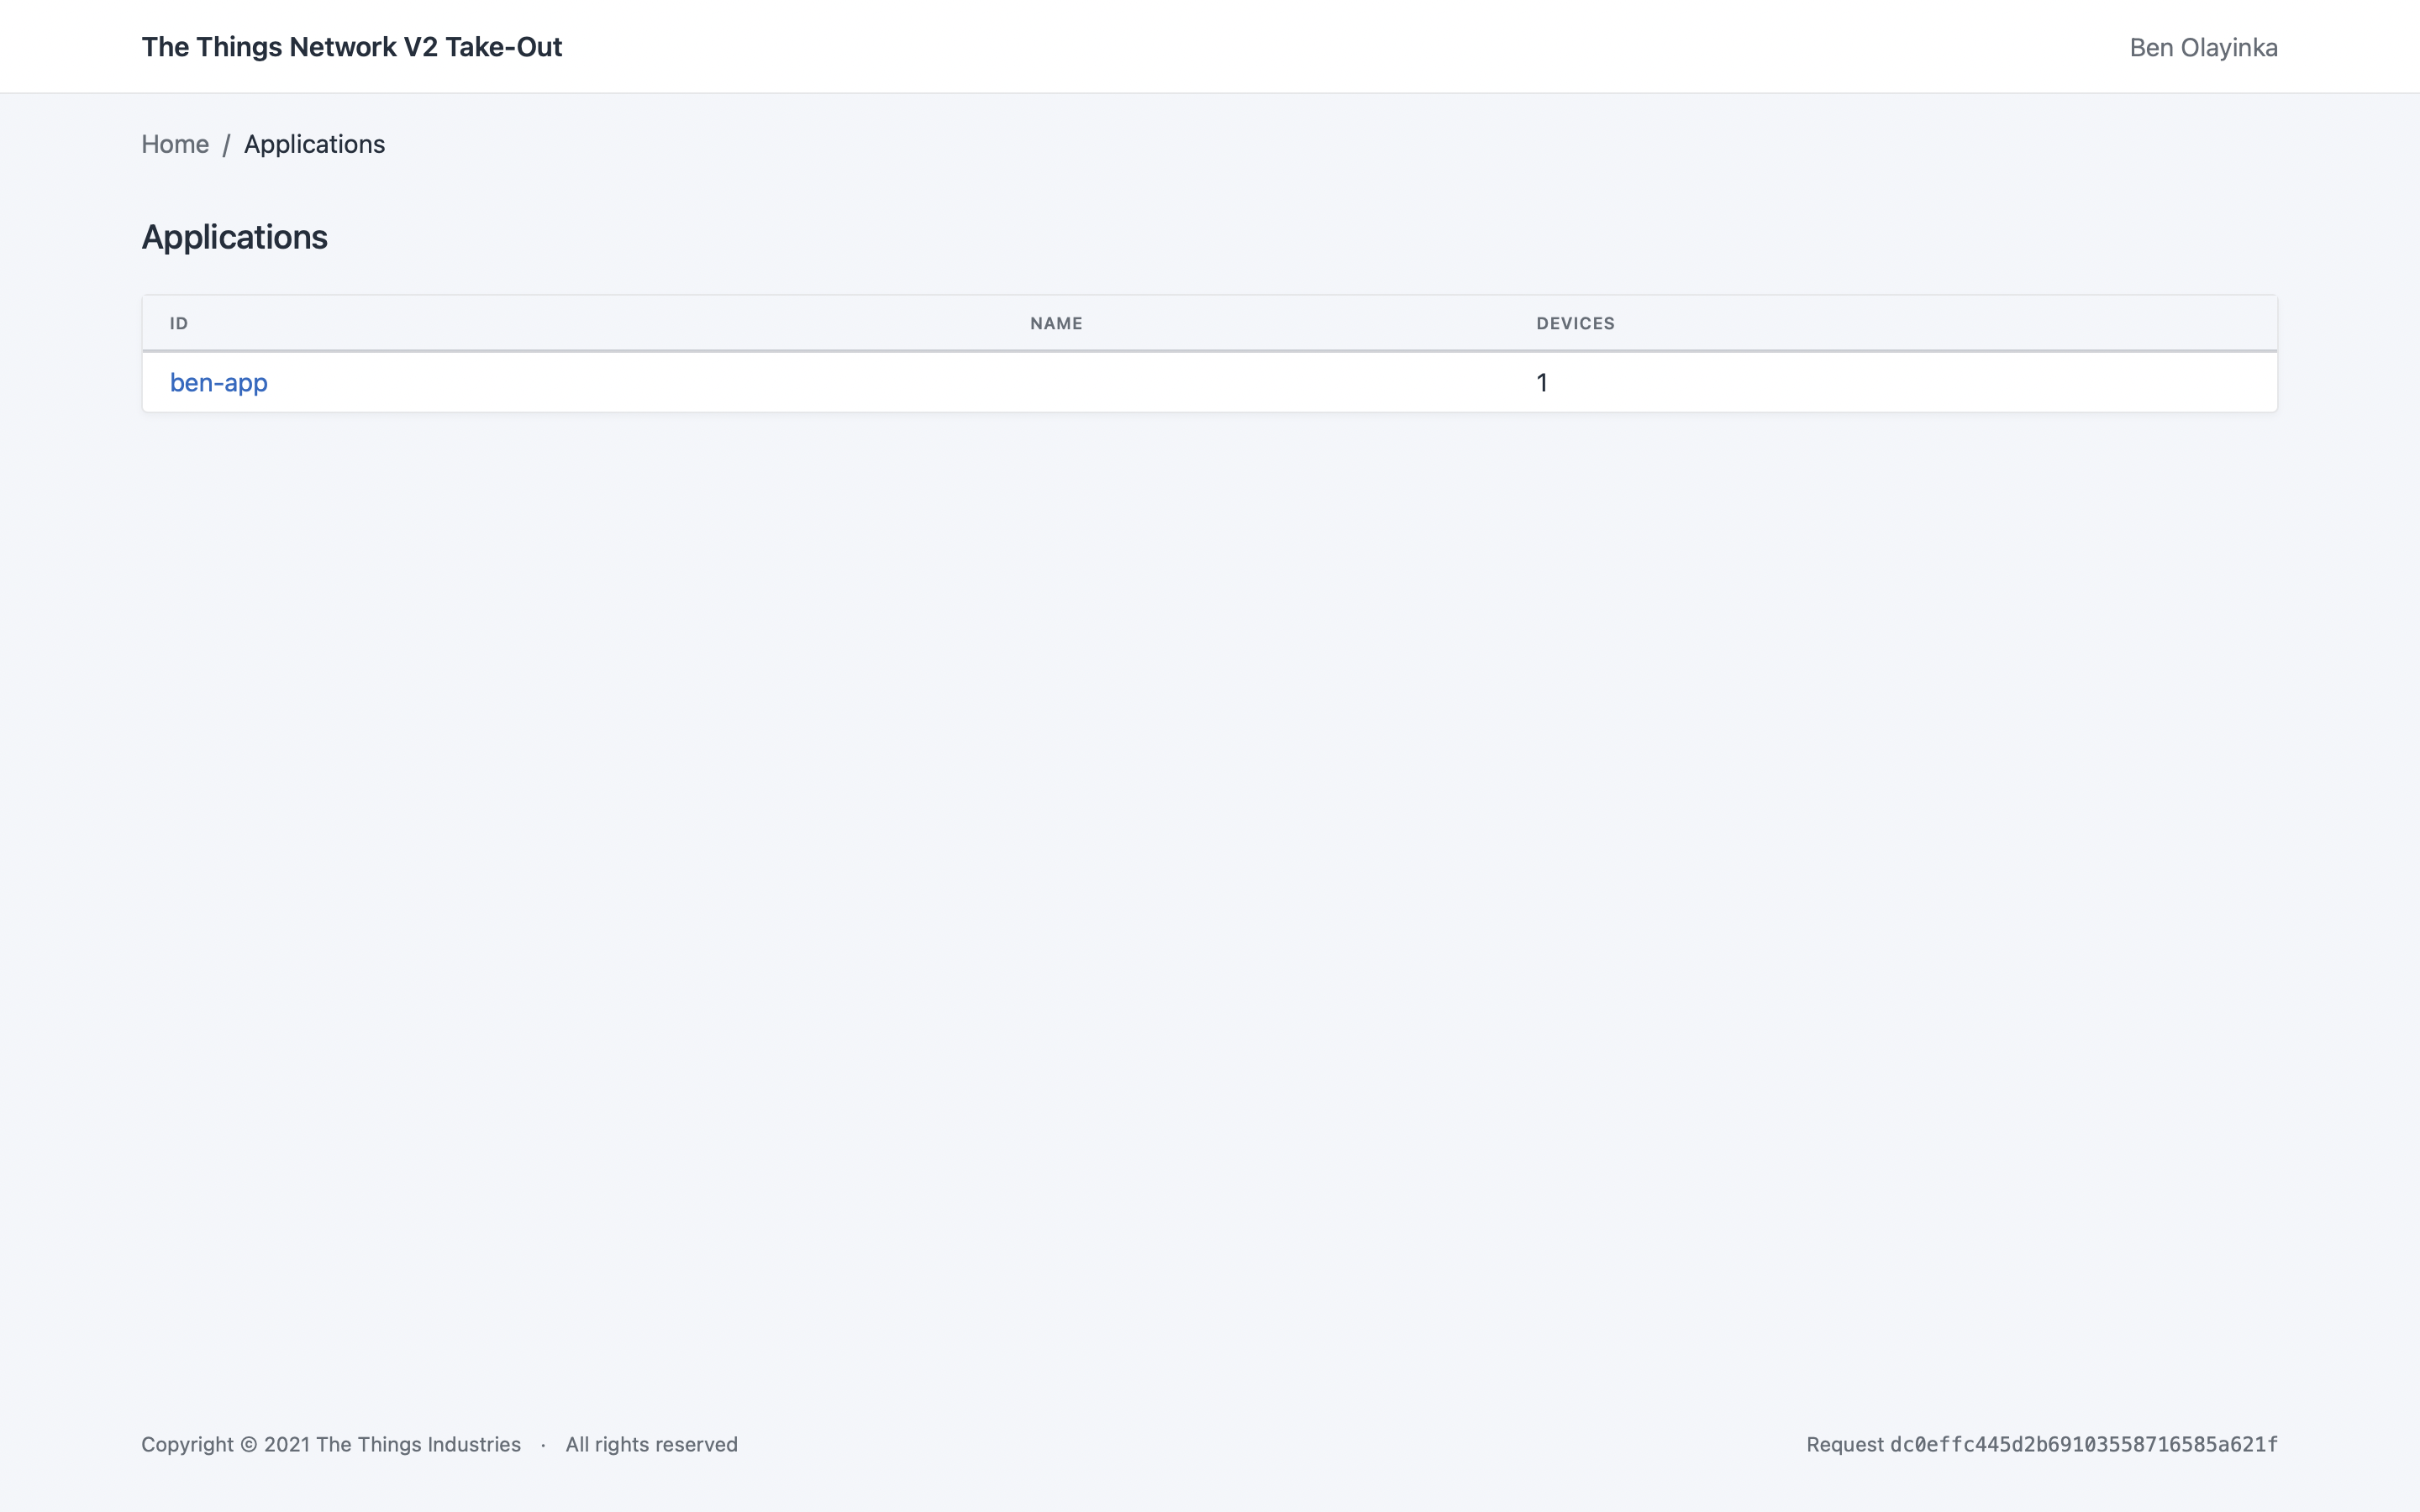 The Things Network V2 Take-Out
Ben Olayinka
Home / Applications
Applications
ID NAME DEVICES
ben-app 1
Copyright © 2021 The Things Industries · All rights reserved
Request dc0effc445d2b69103558716585a621f